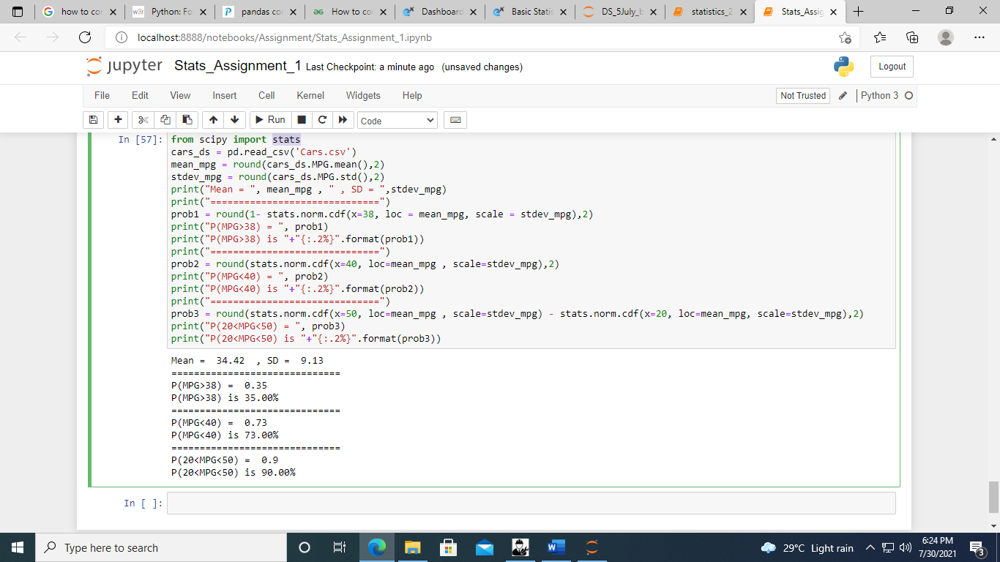 how to cor
w3r Python: Fo
pandas cor
How to cor
Dashboard
Basic Statis
DS_5July_b
statistics_2
Stats_Assig
localhost:8888/notebooks/Assignment/Stats_Assignment_1.ipynb
jupyter Stats_Assignment_1 Last Checkpoint: a minute ago (unsaved changes)
Logout
File Edit View Insert Cell Kernel Widgets Help
Not Trusted Python 3
Run Code
In [57]: from scipy import stats
cars_ds = pd.read_csv('Cars.csv')
mean_mpg = round(cars_ds.MPG.mean(),2)
stdev_mpg = round(cars_ds.MPG.std(),2)
print("Mean = ", mean_mpg , " , SD = ",stdev_mpg)
print("==============================")
prob1 = round(1- stats.norm.cdf(x=38, loc = mean_mpg, scale = stdev_mpg),2)
print("P(MPG>38) = ", prob1)
print("P(MPG>38) is "+"{:.2%}".format(prob1))
print("==============================")
prob2 = round(stats.norm.cdf(x=40, loc=mean_mpg , scale=stdev_mpg),2)
print("P(MPG<40) = ", prob2)
print("P(MPG<40) is "+"{:.2%}".format(prob2))
print("==============================")
prob3 = round(stats.norm.cdf(x=50, loc=mean_mpg , scale=stdev_mpg) - stats.norm.cdf(x=20, loc=mean_mpg, scale=stdev_mpg),2)
print("P(20<MPG<50) = ", prob3)
print("P(20<MPG<50) is "+"{:.2%}".format(prob3))
Mean =  34.42  , SD =  9.13
==============================
P(MPG>38) =  0.35
P(MPG>38) is 35.00%
==============================
P(MPG<40) =  0.73
P(MPG<40) is 73.00%
==============================
P(20<MPG<50) =  0.9
P(20<MPG<50) is 90.00%
In [ ]:
Type here to search
29°C Light rain
6:24 PM
7/30/2021
3